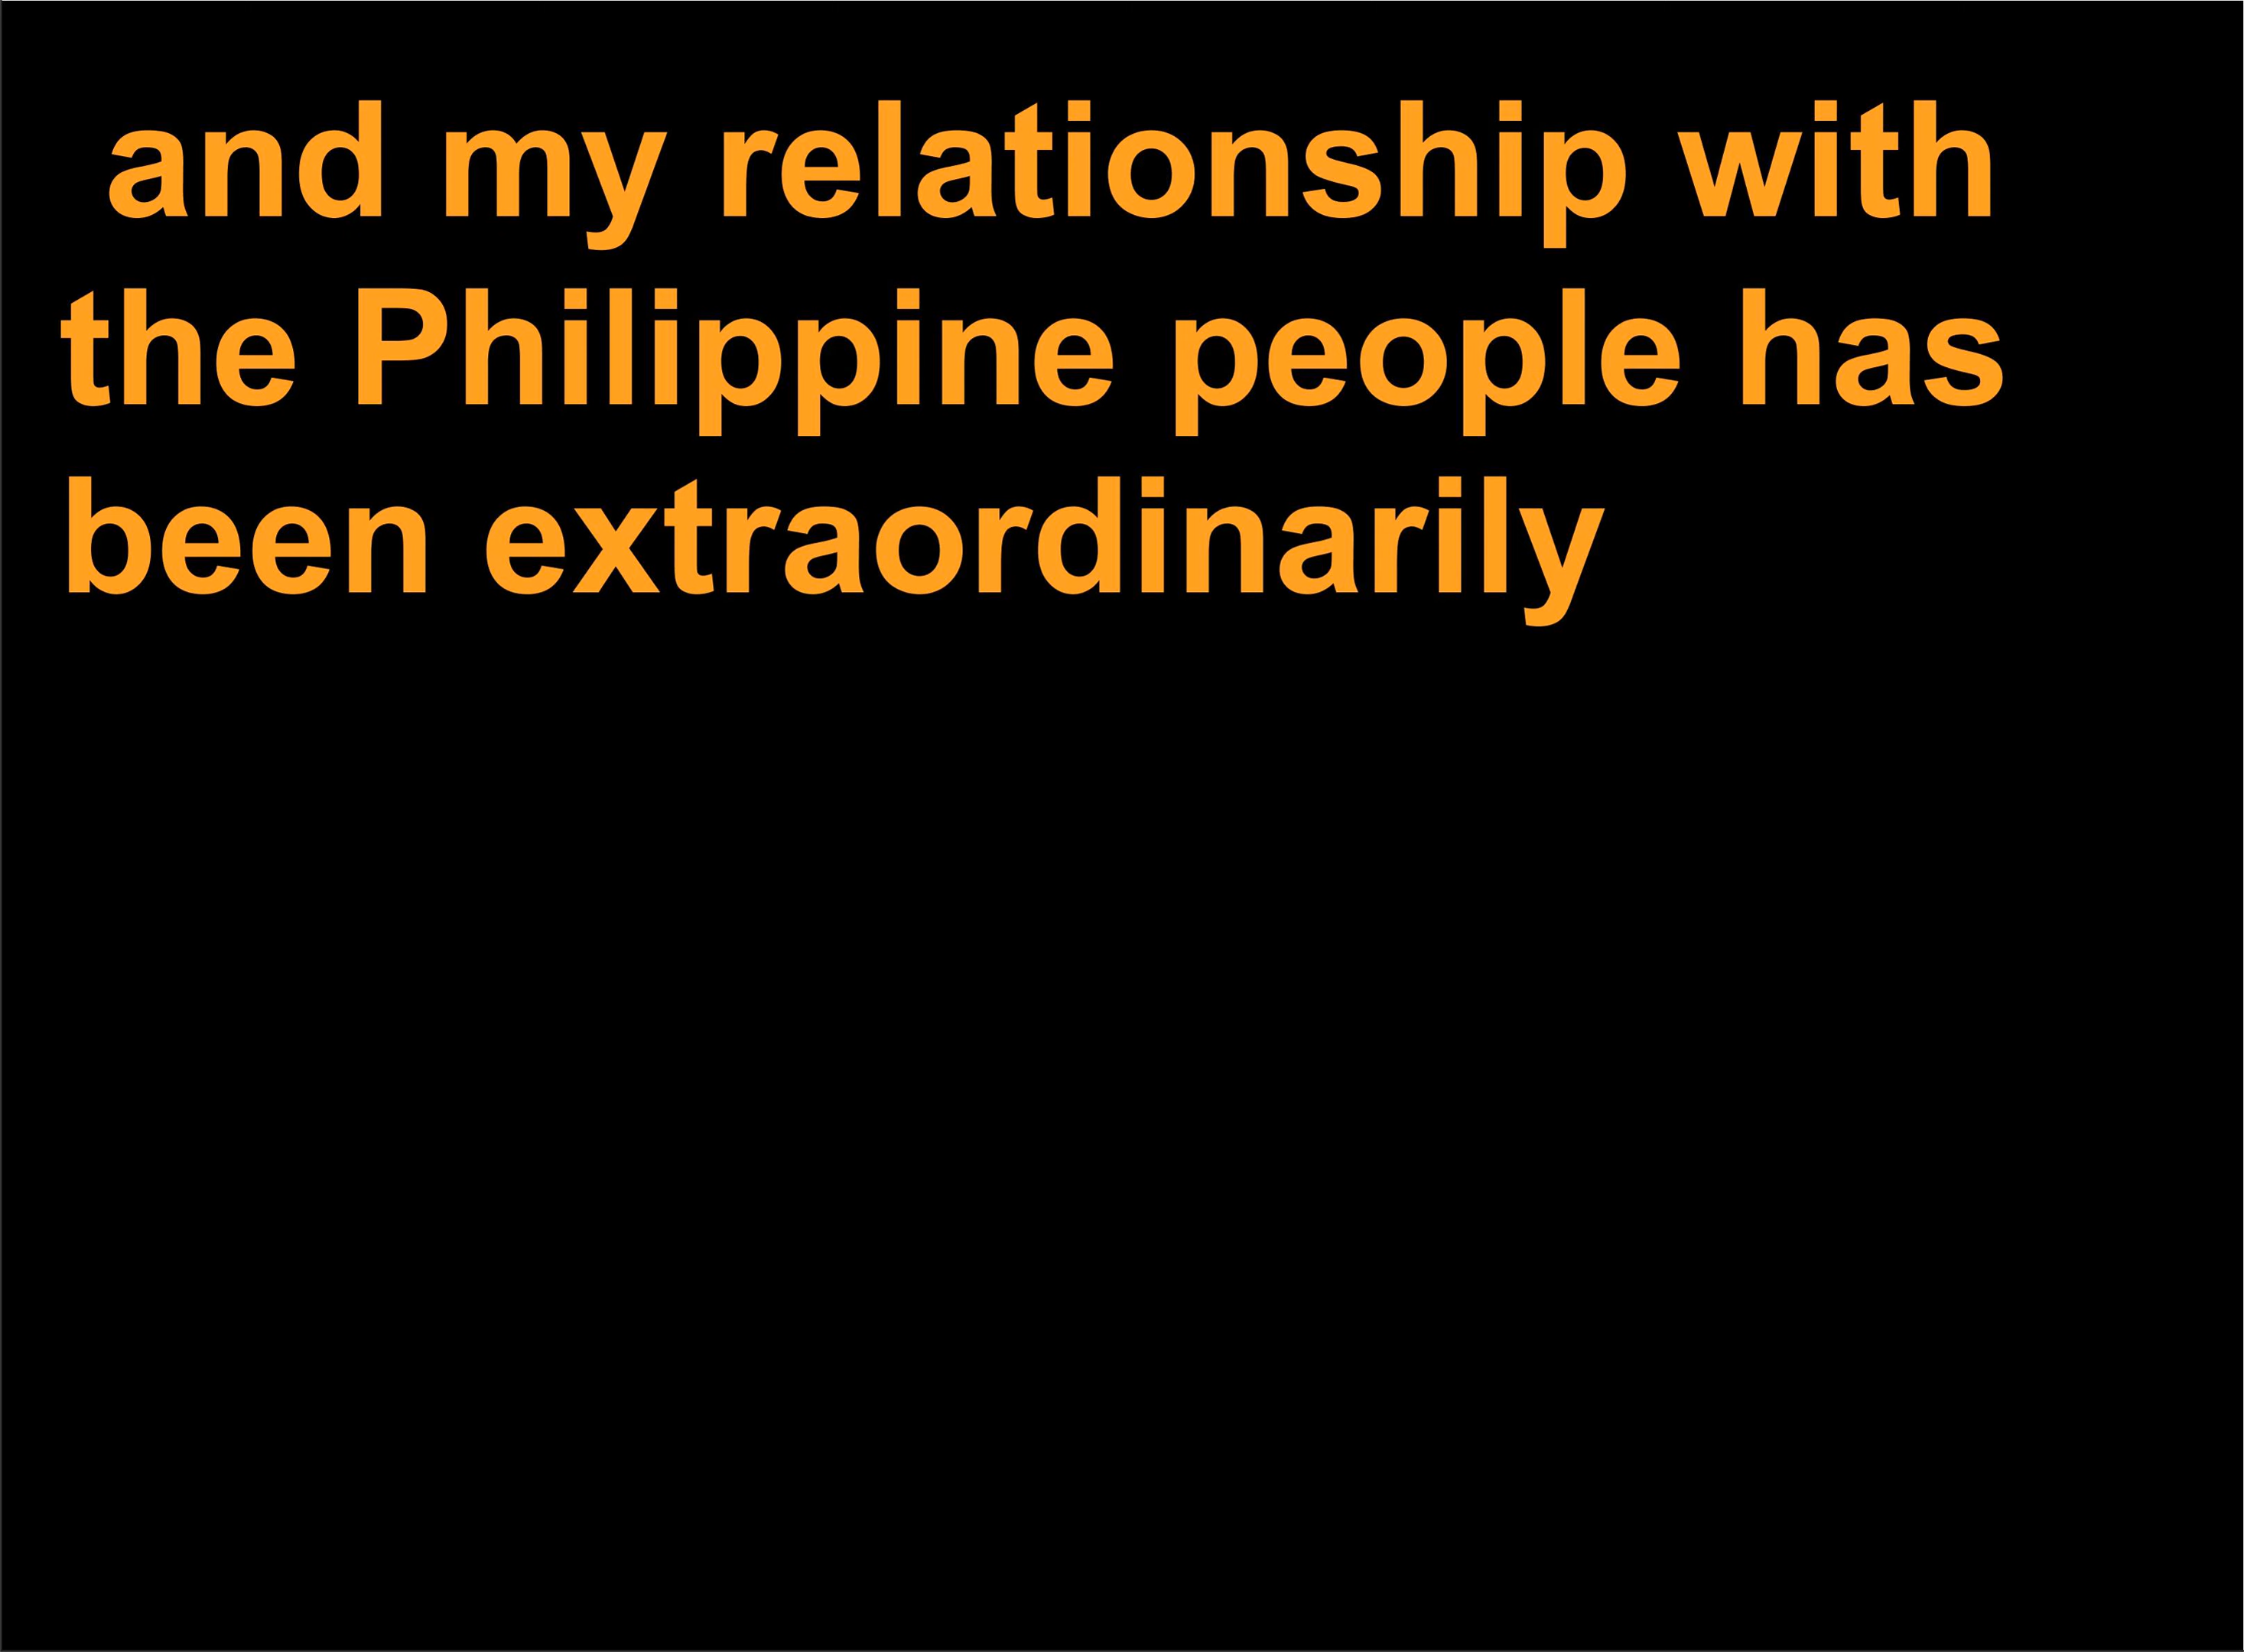 and my relationship with
the Philippine people has
been extraordinarily